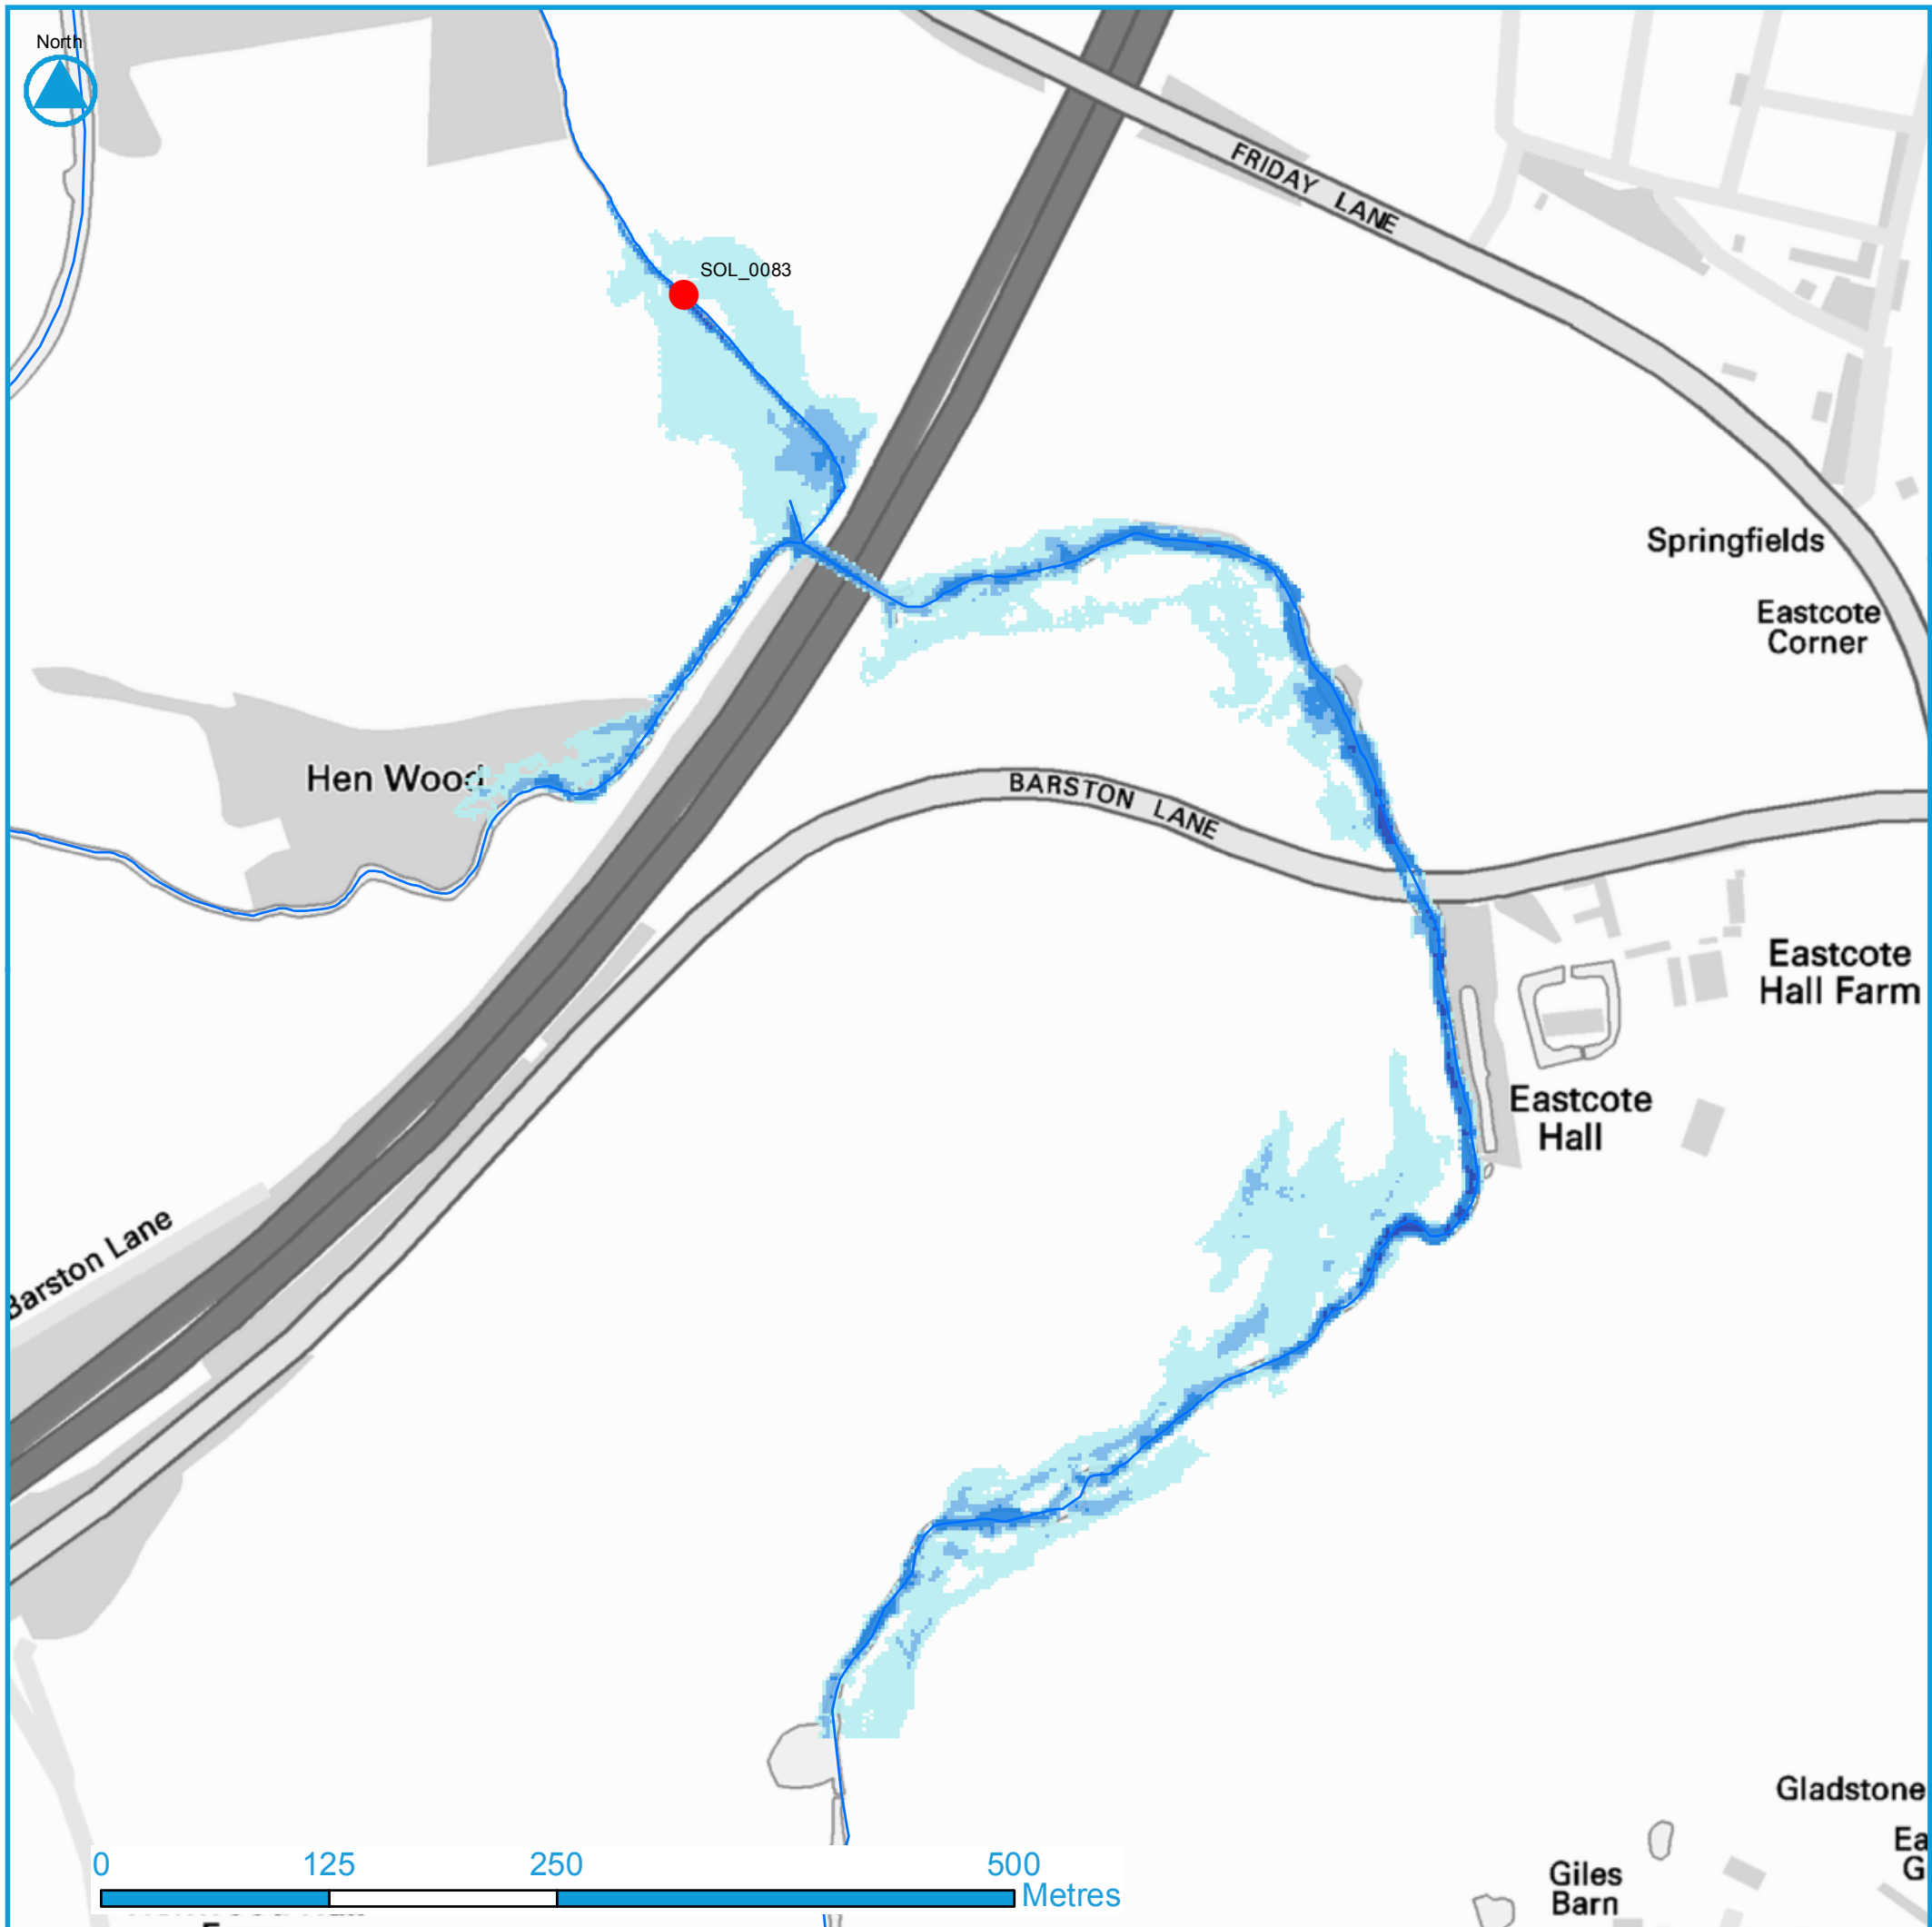 North
SOL_0083
FRIDAY LANE
Springfields
Eastcote
Corner
Hen Wood
BARSTON LANE
Eastcote
Hall Farm
Eastcote
Hall
Barston Lane
Gladstone
Ea
G
Giles
Barn
0 125 250 500
Metres